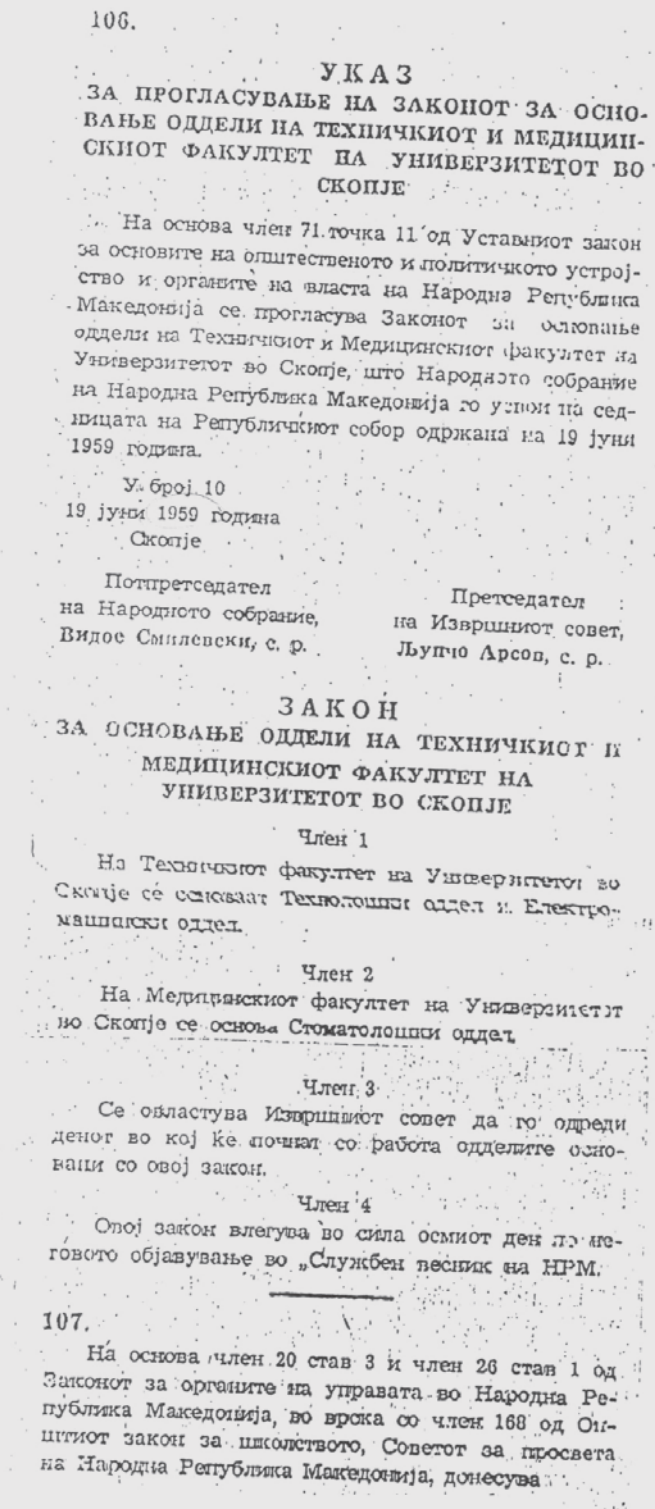 106.
УКАЗ
ЗА ПРОГЛАСУВАЊЕ НА ЗАКОНОТ ЗА ОСНО-
ВАЊЕ ОДДЕЛИ НА ТЕХНИЧКИОТ И МЕДИЦИН-
СКИОТ ФАКУЛТЕТ НА УНИВЕРЗИТЕТОТ ВО
СКОПЈЕ
На основа член 71 точка 11 од Уставниот закон
за основите на општественото и политичкото устрој-
ство и органите на власта на Народна Република
Македонија се прогласува Законот за основање
оддели на Техничкиот и Медицинскиот факултет на
Универзитетот во Скопје, што Народното собрание
на Народна Република Македонија го усвои на сед-
ницата на Републичкиот собор одржана на 19 јуни
1959 година.
У. број 10
19 јуни 1959 година
Скопје
Потпретседател
на Народното собрание,
Видое Смилевски, с. р.
Претседател
на Извршниот совет,
Љупчо Арсов, с. р.
ЗАКОН
ЗА ОСНОВАЊЕ ОДДЕЛИ НА ТЕХНИЧКИОТ И
МЕДИЦИНСКИОТ ФАКУЛТЕТ НА
УНИВЕРЗИТЕТОТ ВО СКОПЈЕ
Член 1
На Техничкиот факултет на Универзитетот во
Скопје се основаат Технолошки оддел и Електро-
машински оддел.
Член 2
На Медицинскиот факултет на Универзитетот
во Скопје се основа Стоматолошки оддел.
Член 3
Се овластува Извршниот совет да го одреди
денот во кој ќе почнат со работа одделите осно-
вани со овој закон.
Член 4
Овој закон влегува во сила осмиот ден по не-
говото објавување во „Службен весник на НРМ.
107.
На основа член 20 став 3 и член 26 став 1 од
Законот за органите на управата во Народна Ре-
публика Македонија, во врска со член 168 од Оп-
штиот закон за школството, Советот за просвета
на Народна Република Македонија, донесува